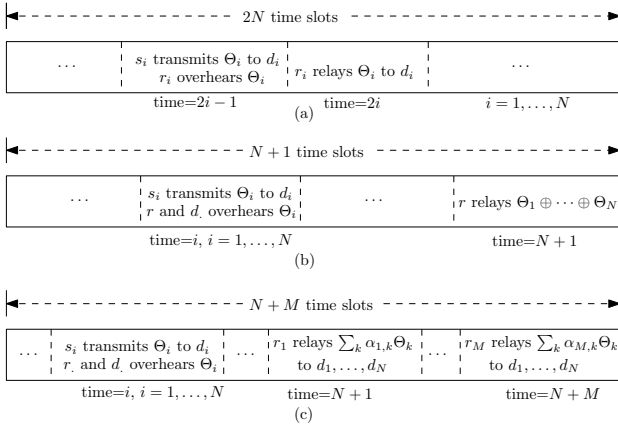 2N time slots
... s_i transmits Θ_i to d_i r_i relays Θ_i to d_i ...
r_i overhears Θ_i
time=2i − 1 time=2i i = 1, . . . , N
(a)
N + 1 time slots
... s_i transmits Θ_i to d_i ... r relays Θ_1 ⊕ · · · ⊕ Θ_N
r and d. overhears Θ_i
time=i, i = 1, . . . , N time=N + 1
(b)
N + M time slots
... s_i transmits Θ_i to d_i ... r_1 relays ∑_k α_{1,k}Θ_k ... r_M relays ∑_k α_{M,k}Θ_k
r. and d. overhears Θ_i to d_1, . . . , d_N to d_1, . . . , d_N
time=i, i = 1, . . . , N time=N + 1 time=N + M
(c)